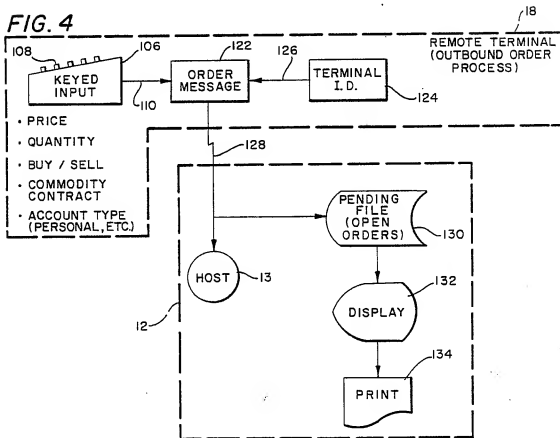 FIG. 4
18
REMOTE TERMINAL
(OUTBOUND ORDER
PROCESS)
108
106
122
126
KEYED
INPUT
110
ORDER
MESSAGE
TERMINAL
I.D.
124
• PRICE
• QUANTITY
• BUY / SELL
• COMMODITY
CONTRACT
• ACCOUNT TYPE
(PERSONAL, ETC.)
128
PENDING
FILE
(OPEN
ORDERS)
130
HOST
13
12
132
DISPLAY
134
PRINT